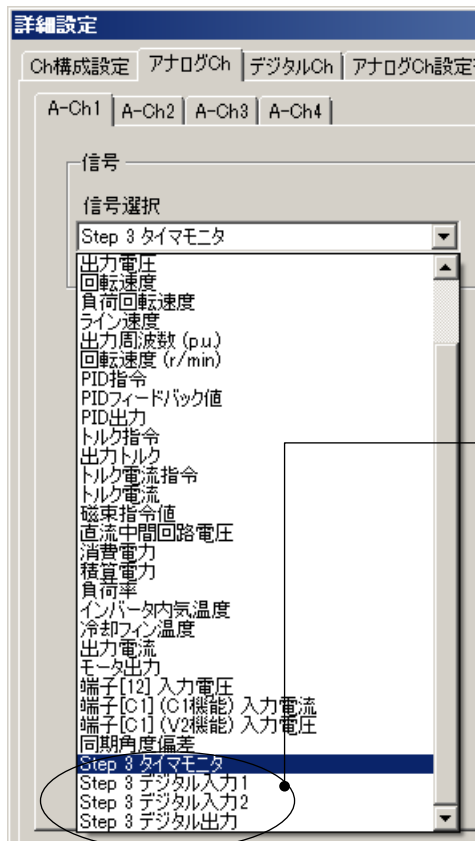 詳細設定
Ch構成設定 アナログCh デジタルCh アナログCh設定
A-Ch1 A-Ch2 A-Ch3 A-Ch4
信号
信号選択
Step 3 タイマモニタ
出力電圧
回転速度
負荷回転速度
ライン速度
出力周波数 (p.u.)
回転速度 (r/min)
PID指令
PIDフィードバック値
PID出力
トルク指令
出力トルク
トルク電流指令
トルク電流
磁束指令値
直流中間回路電圧
消費電力
積算電力
負荷率
インバータ内気温度
冷却フィン温度
出力電流
モータ出力
端子[12] 入力電圧
端子[C1] (C1機能) 入力電流
端子[C1] (V2機能) 入力電圧
同期角度偏差
Step 3 タイマモニタ
Step 3 デジタル入力1
Step 3 デジタル入力2
Step 3 デジタル出力